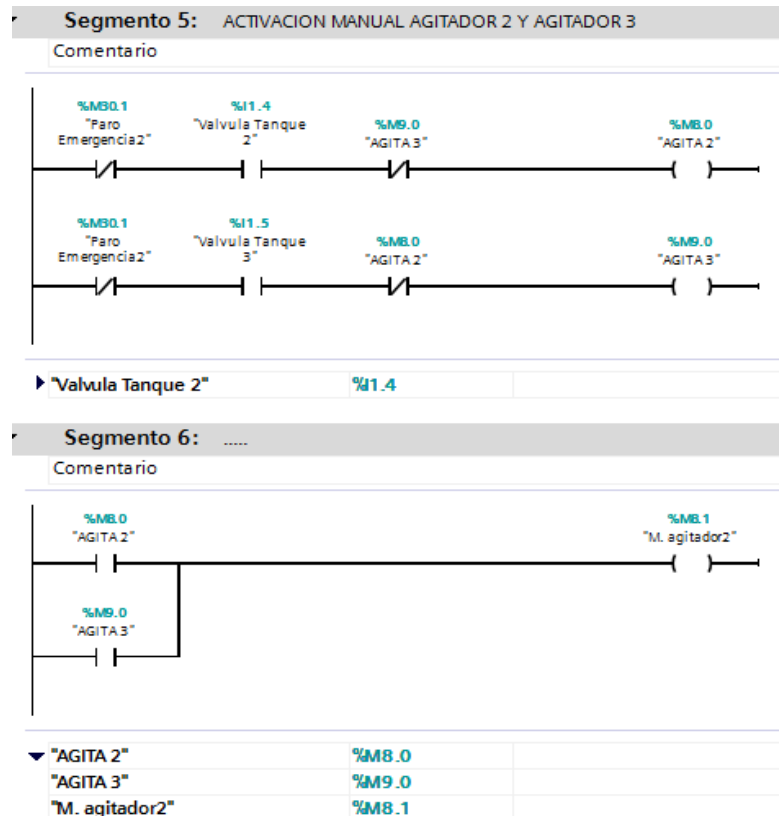 Segmento 5: ACTIVACION MANUAL AGITADOR 2 Y AGITADOR 3
Comentario
%M30.1 %I1.4
"Paro "Valvula Tanque %M9.0 %M8.0
Emergencia2" 2" "AGITA 3" "AGITA 2"
%M30.1 %I1.5
"Paro "Valvula Tanque %M8.0 %M9.0
Emergencia2" 3" "AGITA 2" "AGITA 3"
"Valvula Tanque 2" %I1.4
Segmento 6: .....
Comentario
%M8.0 %M8.1
"AGITA 2" "M. agitador2"
%M9.0
"AGITA 3"
"AGITA 2" %M8.0
"AGITA 3" %M9.0
"M. agitador2" %M8.1